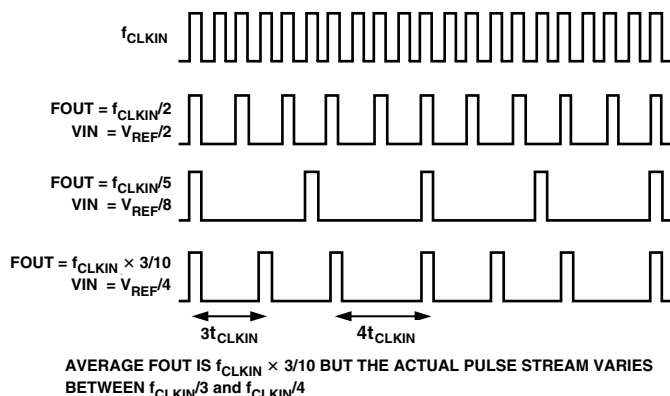 fCLKIN
FOUT = fCLKIN/2
VIN = VREF/2
FOUT = fCLKIN/5
VIN = VREF/8
FOUT = fCLKIN × 3/10
VIN = VREF/4
3tCLKIN 4tCLKIN
AVERAGE FOUT IS fCLKIN × 3/10 BUT THE ACTUAL PULSE STREAM VARIES
BETWEEN fCLKIN/3 and fCLKIN/4